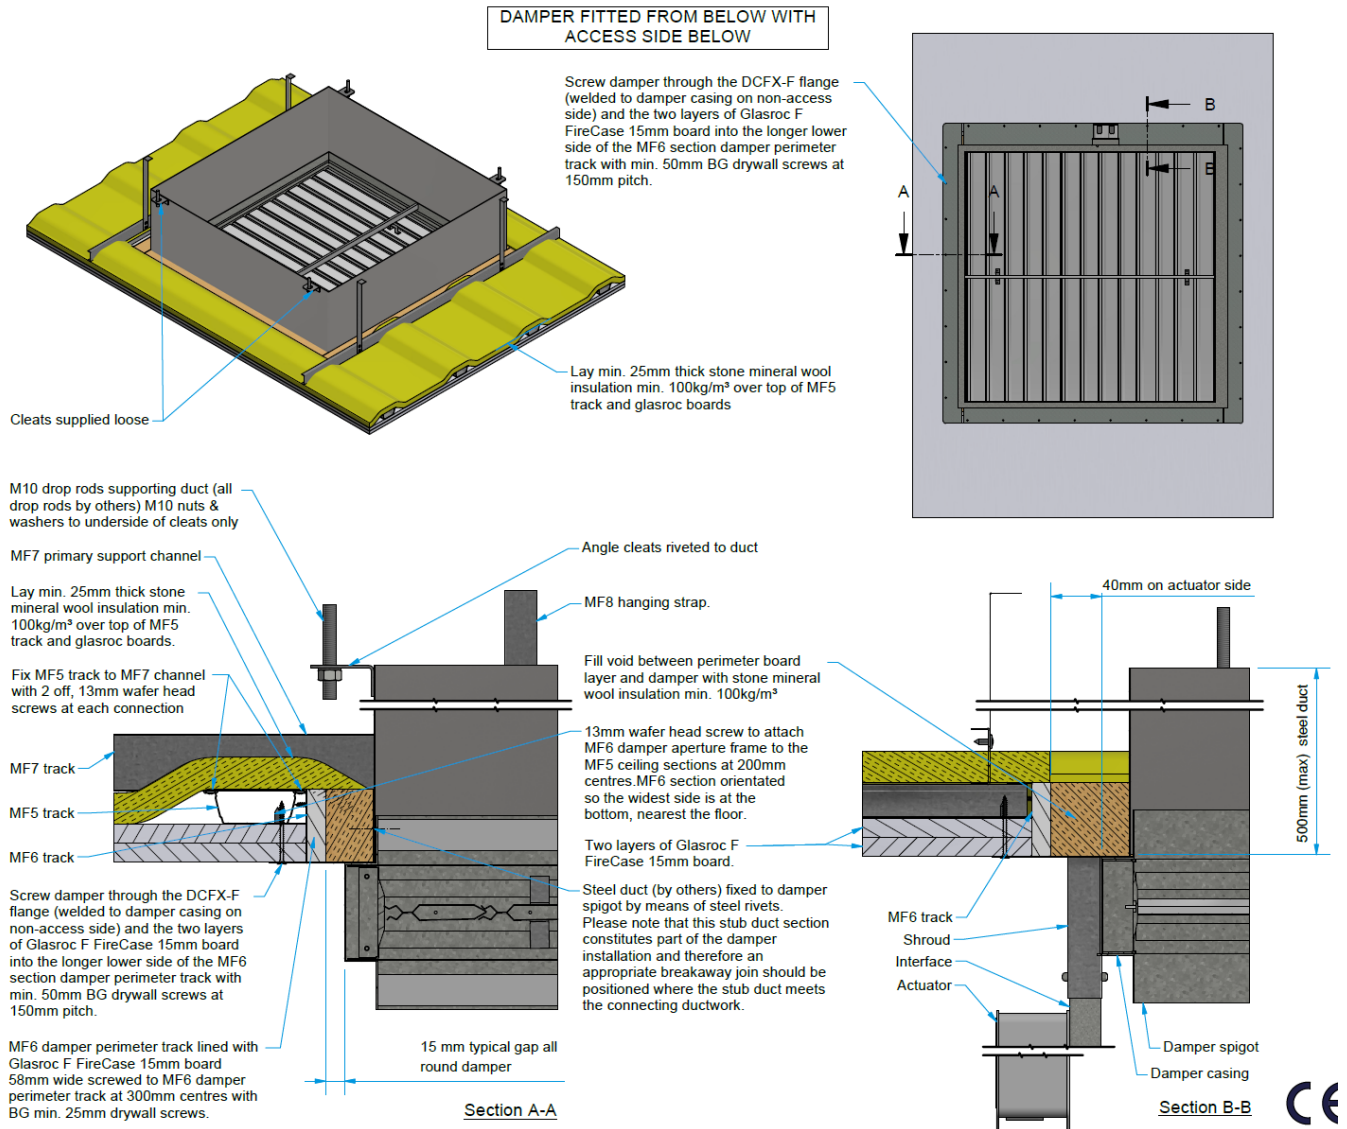 DAMPER FITTED FROM BELOW WITH
ACCESS SIDE BELOW
Screw damper through the DCFX-F flange
(welded to damper casing on non-access
side) and the two layers of Glasroc F
FireCase 15mm board into the longer lower
side of the MF6 section damper perimeter
track with min. 50mm BG drywall screws at
150mm pitch.
B
B
A
A
Lay min. 25mm thick stone mineral wool
insulation min. 100kg/m³ over top of MF5
track and glasroc boards
Cleats supplied loose
M10 drop rods supporting duct (all
drop rods by others) M10 nuts &
washers to underside of cleats only
MF7 primary support channel
Lay min. 25mm thick stone
mineral wool insulation min.
100kg/m³ over top of MF5
track and glasroc boards.
Fix MF5 track to MF7 channel
with 2 off, 13mm wafer head
screws at each connection
MF7 track
MF5 track
MF6 track
Screw damper through the DCFX-F
flange (welded to damper casing on
non-access side) and the two layers
of Glasroc F FireCase 15mm board
into the longer lower side of the MF6
section damper perimeter track with
min. 50mm BG drywall screws at
150mm pitch.
MF6 damper perimeter track lined with
Glasroc F FireCase 15mm board
58mm wide screwed to MF6 damper
perimeter track at 300mm centres with
BG min. 25mm drywall screws.
Angle cleats riveted to duct
MF8 hanging strap.
Fill void between perimeter board
layer and damper with stone mineral
wool insulation min. 100kg/m³
13mm wafer head screw to attach
MF6 damper aperture frame to the
MF5 ceiling sections at 200mm
centres.MF6 section orientated
so the widest side is at the
bottom, nearest the floor.
Two layers of Glasroc F
FireCase 15mm board.
Steel duct (by others) fixed to damper
spigot by means of steel rivets.
Please note that this stub duct section
constitutes part of the damper
installation and therefore an
appropriate breakaway join should be
positioned where the stub duct meets
the connecting ductwork.
15 mm typical gap all
round damper
Section A-A
40mm on actuator side
500mm (max) steel duct
MF6 track
Shroud
Interface
Actuator
Damper spigot
Damper casing
Section B-B
CE